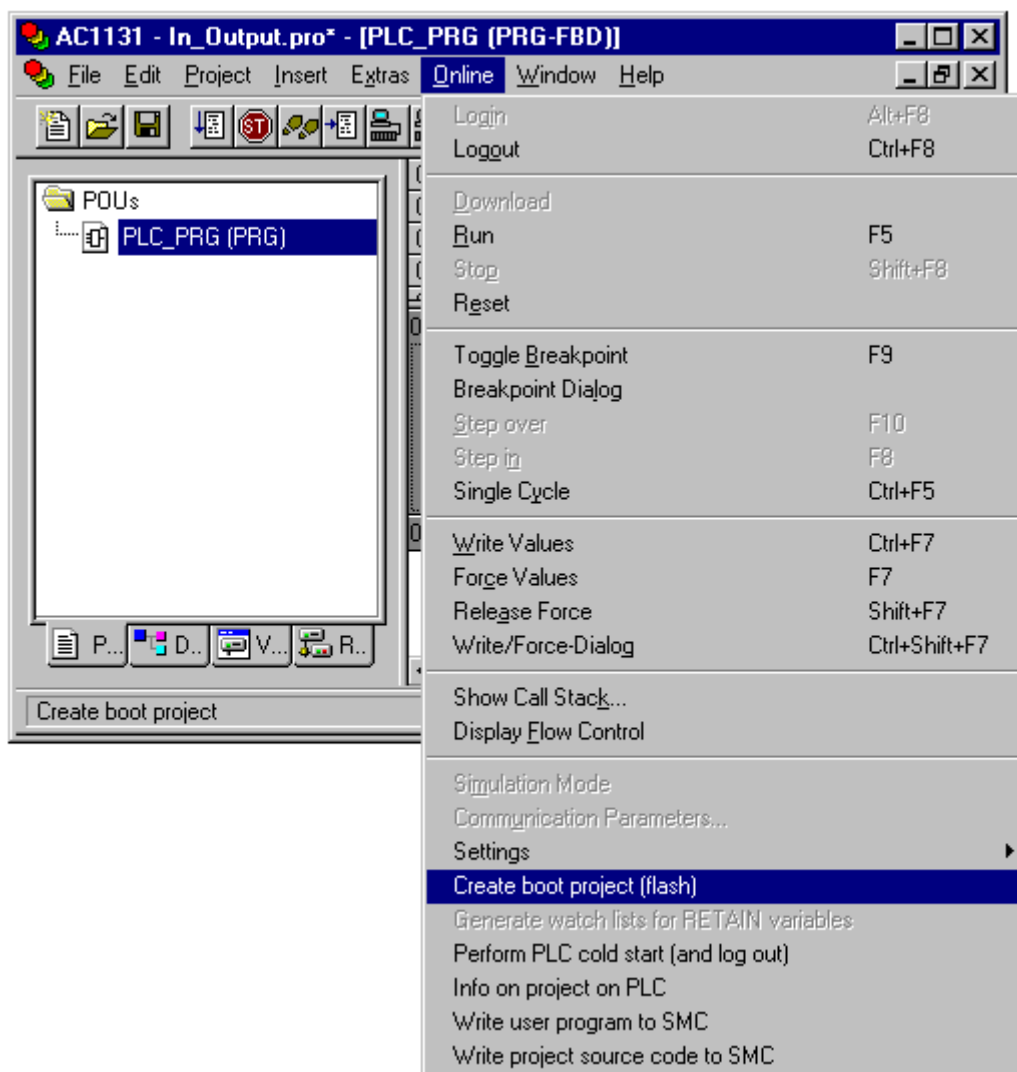 AC1131 - In_Output.pro* - [PLC_PRG (PRG-FBD)]
File Edit Project Insert Extras Online Window Help
ST
POUs
PLC_PRG (PRG)
P... D.. V... R..
Create boot project
Login Alt+F8
Logout Ctrl+F8
Download
Run F5
Stop Shift+F8
Reset
Toggle Breakpoint F9
Breakpoint Dialog
Step over F10
Step in F8
Single Cycle Ctrl+F5
Write Values Ctrl+F7
Force Values F7
Release Force Shift+F7
Write/Force-Dialog Ctrl+Shift+F7
Show Call Stack...
Display Flow Control
Simulation Mode
Communication Parameters...
Settings
Create boot project (flash)
Generate watch lists for RETAIN variables
Perform PLC cold start (and log out)
Info on project on PLC
Write user program to SMC
Write project source code to SMC